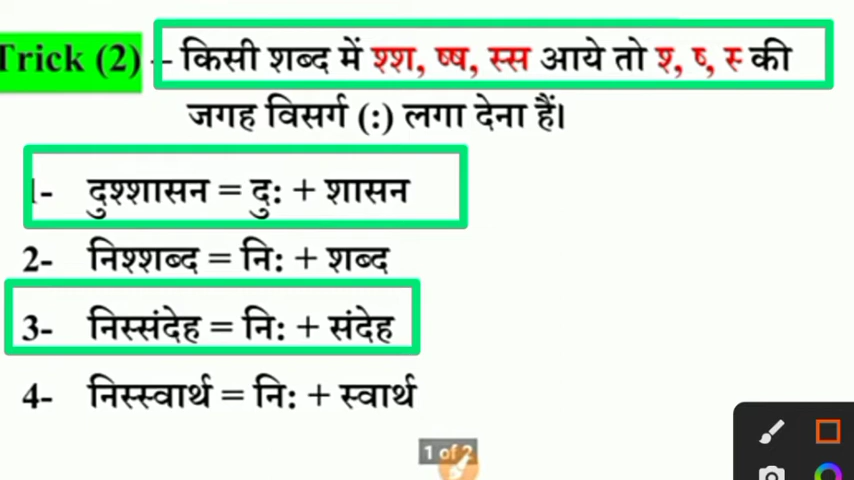 Trick (2) – किसी शब्द में श्श, ष्ष, स्स आये तो श्, ष्, स् की
जगह विसर्ग (:) लगा देना हैं।
1- दुश्शासन = दु: + शासन
2- निश्शब्द = नि: + शब्द
3- निस्संदेह = नि: + संदेह
4- निस्स्वार्थ = नि: + स्वार्थ
1 of 2